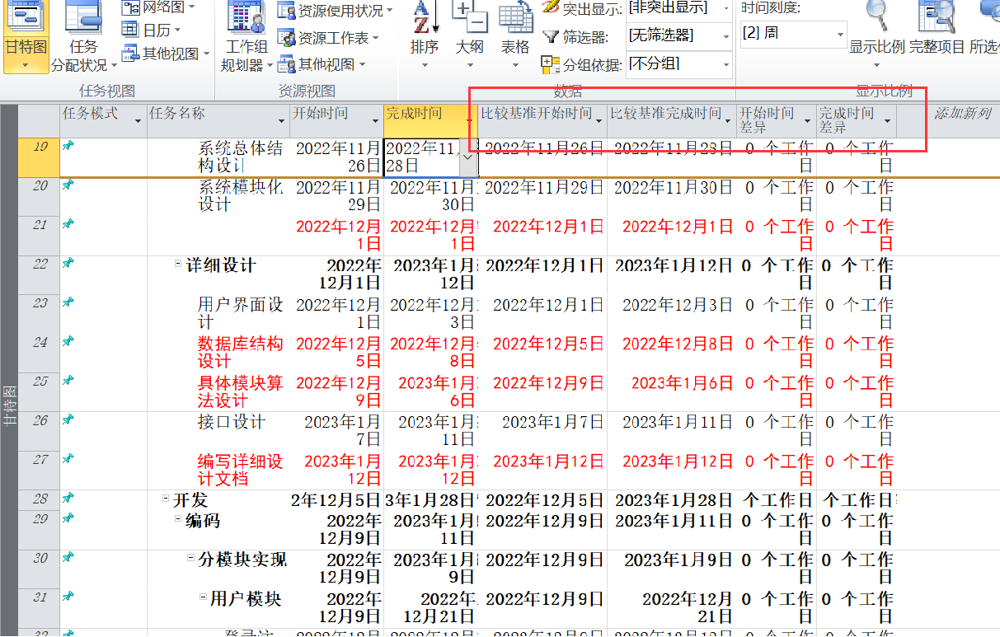 网络图
[非突出显示]
时间刻度:
突出显示:
资源使用状况
日历
[2] 周
资源工作表
筛选器:
[无筛选器]
甘特图
任务
分配状况
其他视图
工作组
规划器
其他视图
排序
大纲
表格
分组依据:
[不分组]
显示比例
完整项目
任务视图
资源视图
数据
显示比例
任务模式
任务名称
开始时间
完成时间
比较基准开始时间
比较基准完成时间
开始时间
差异
完成时间
差异
添加新列
19
系统总体结
构设计
2022年11月
26日
2022年11
28日
2022年11月26日
2022年11月28日
0 个工作
日
0 个工作
日
20
系统模块化
设计
2022年11月
29日
2022年11月
30日
2022年11月29日
2022年11月30日
0 个工作
日
0 个工作
日
21
2022年12月
1日
2022年12月
1日
2022年12月1日
2022年12月1日
0 个工作
日
0 个工作
日
22
详细设计
2022年
12月1日
2023年1月
12日
2022年12月1日
2023年1月12日
0 个工作
日
0 个工作
日
23
用户界面设
计
2022年12月
1日
2022年12月
3日
2022年12月1日
2022年12月3日
0 个工作
日
0 个工作
日
24
数据库结构
设计
2022年12月
5日
2022年12月
8日
2022年12月5日
2022年12月8日
0 个工作
日
0 个工作
日
25
具体模块算
法设计
2022年12月
9日
2023年1月
6日
2022年12月9日
2023年1月6日
0 个工作
日
0 个工作
日
26
接口设计
2023年1月
7日
2023年1月
11日
2023年1月7日
2023年1月11日
0 个工作
日
0 个工作
日
27
编写详细设
计文档
2023年1月
12日
2023年1月
12日
2023年1月12日
2023年1月12日
0 个工作
日
0 个工作
日
甘特图
28
开发
2年12月5日
3年1月28日
2022年12月5日
2023年1月28日
个工作日
个工作日
29
编码
2022年
12月9日
2023年1月
11日
2022年12月9日
2023年1月11日
0 个工作
日
0 个工作
日
30
分模块实现
2022年
12月9日
2023年1月
9日
2022年12月9日
2023年1月9日
0 个工作
日
0 个工作
日
31
用户模块
2022年
12月9日
2022年
12月21日
2022年12月9日
2022年12月
21日
0 个工作
日
0 个工作
日